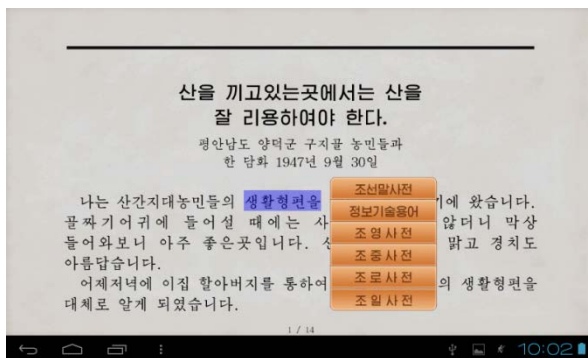 산을 끼고있는곳에서는 산을
잘 리용하여야 한다.
평안남도 양덕군 구지골 농민들과
한 담화 1947년 9월 30일
나는 산간지대농민들의 생활형편을 기에 왔습니다.
골짜기어귀에 들어설 때에는 사 않더니 막상
들어와보니 아주 좋은곳입니다. 맑고 경치도
아름답습니다.
어제저녁에 이집 할아버지를 통하여 의 생활형편을
대체로 알게 되였습니다.
조선말사전
정보기술용어
조영사전
조중사전
조로사전
조일사전
1 / 14
10:02